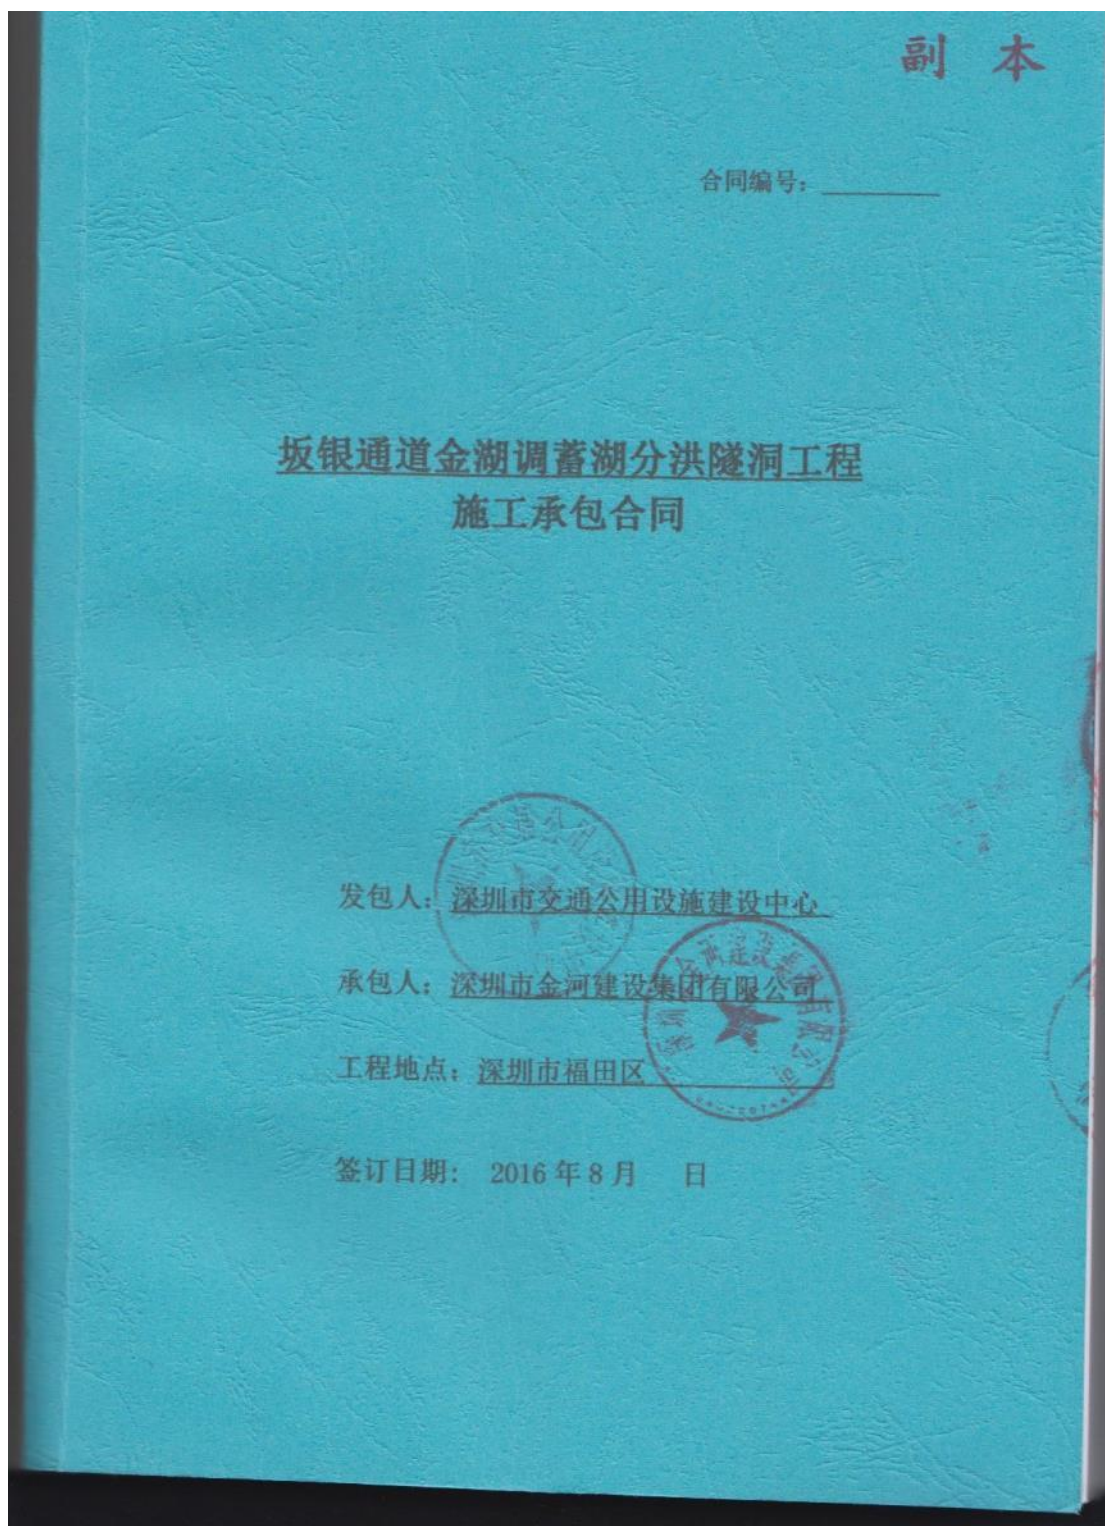 副 本
合同编号：
坂银通道金湖调蓄湖分洪隧洞工程
施工承包合同
发包人：深圳市交通公用设施建设中心
承包人：深圳市金河建设集团有限公司
工程地点：深圳市福田区
签订日期： 2016 年 8 月 日